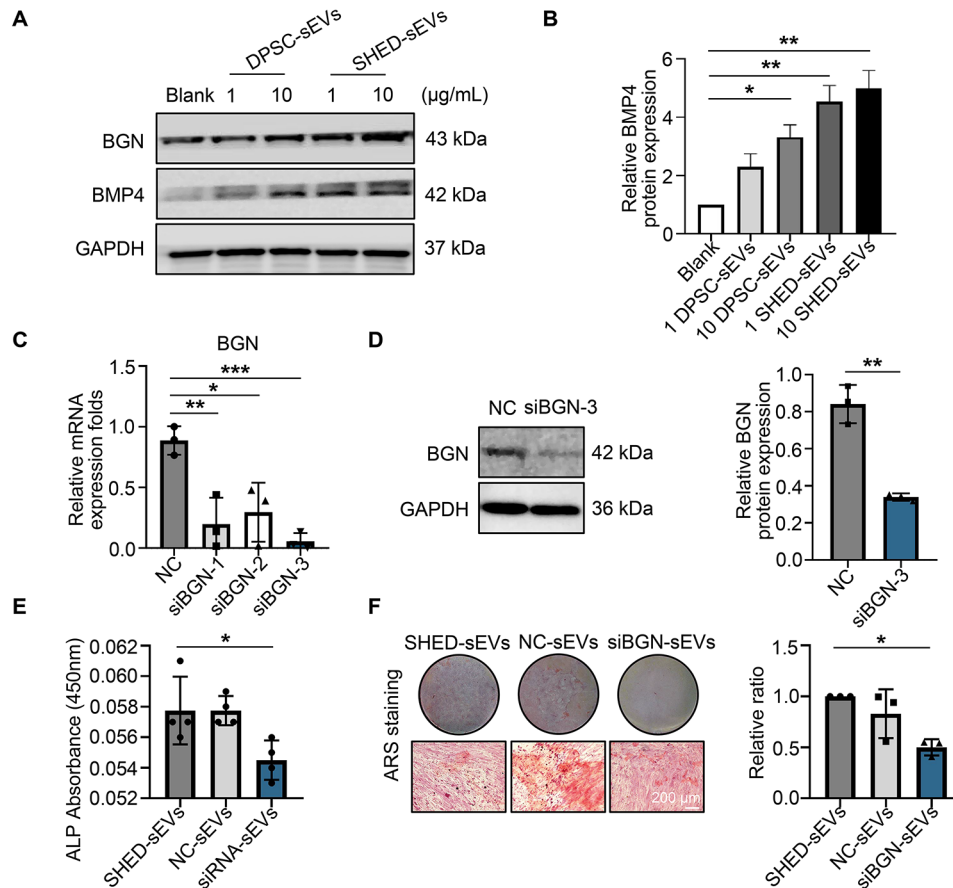 A
DPSC-sEVs
SHED-sEVs
Blank 1 10 1 10 (μg/mL)
BGN 43 kDa
BMP4 42 kDa
GAPDH 37 kDa
B
Relative BMP4
protein expression
6
4
2
0
**
**
*
Blank
1 DPSC-sEVs
10 DPSC-sEVs
1 SHED-sEVs
10 SHED-sEVs
C
BGN
Relative mRNA
expression folds
1.5
1.0
0.5
0.0
***
*
**
NC
siBGN-1
siBGN-2
siBGN-3
D
NC siBGN-3
BGN 42 kDa
GAPDH 36 kDa
Relative BGN
protein expression
1.0
0.8
0.6
0.4
0.2
0.0
**
NC
siBGN-3
E
ALP Absorbance (450nm)
0.062
0.060
0.058
0.056
0.054
0.052
*
SHED-sEVs
NC-sEVs
siRNA-sEVs
F
SHED-sEVs NC-sEVs siBGN-sEVs
ARS staining
200 μm
Relative ratio
1.5
1.0
0.5
0.0
*
SHED-sEVs
NC-sEVs
siBGN-sEVs